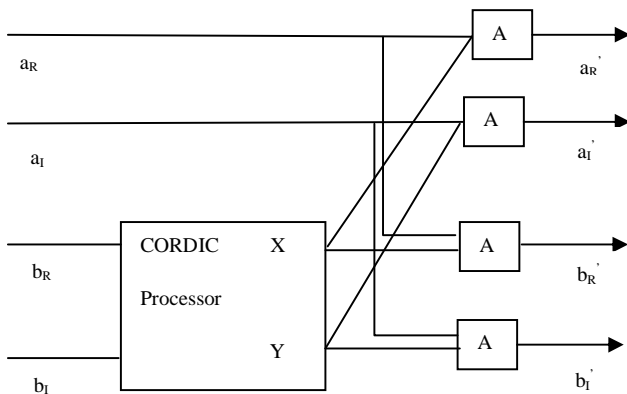 A
a_R
a_R'
A
a_I
a_I'
CORDIC X
A
b_R
b_R'
Processor
Y
A
b_I
b_I'